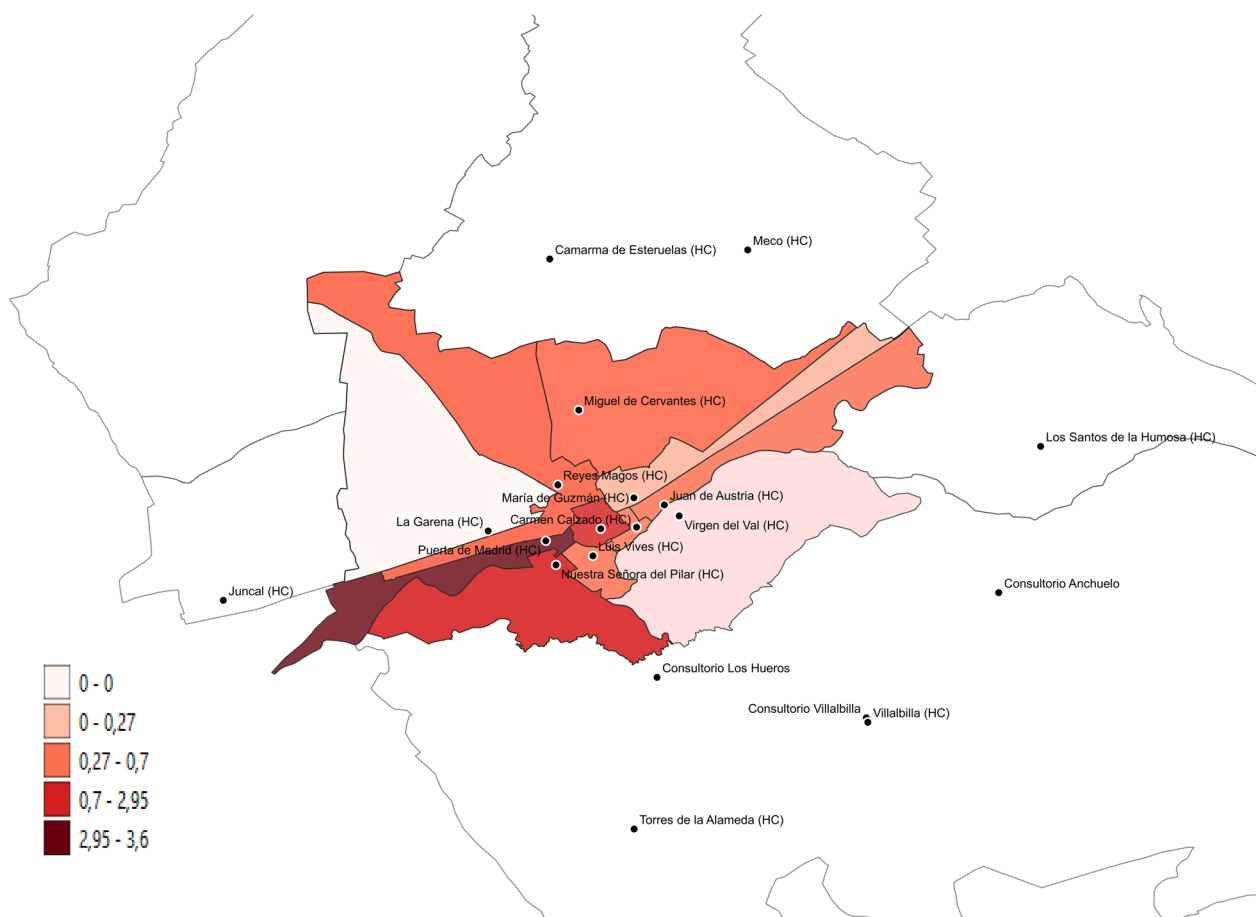 Meco (HC)
Camarma de Esteruelas (HC)
Miguel de Cervantes (HC)
Los Santos de la Humosa (HC)
Reyes Magos (HC)
María de Guzmán (HC)
Juan de Austria (HC)
La Garena (HC)
Carmen Calzado (HC)
Virgen del Val (HC)
Puerta de Madrid (HC)
Luis Vives (HC)
Nuestra Señora del Pilar (HC)
Juncal (HC)
Consultorio Anchuelo
Consultorio Los Hueros
Consultorio Villalbilla
Villalbilla (HC)
Torres de la Alameda (HC)
0 - 0
0 - 0,27
0,27 - 0,7
0,7 - 2,95
2,95 - 3,6